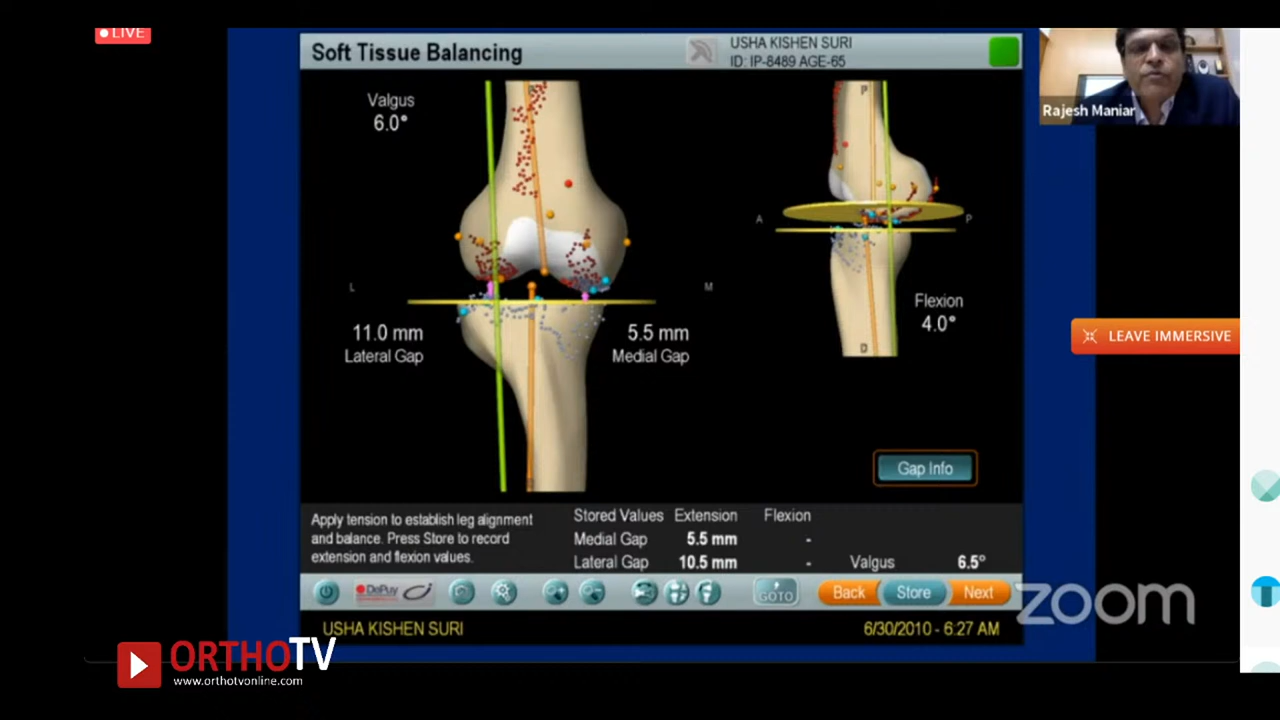 LIVE
Soft Tissue Balancing
USHA KISHEN SURI
ID: IP-8489 AGE-65
Rajesh Maniar
Valgus
6.0°
P
A
P
L
M
Flexion
4.0°
LEAVE IMMERSIVE
11.0 mm
Lateral Gap
5.5 mm
Medial Gap
D
Gap Info
Apply tension to establish leg alignment
and balance. Press Store to record
extension and flexion values.
Stored Values Extension Flexion
Medial Gap 5.5 mm -
Lateral Gap 10.5 mm - Valgus 6.5°
DePuy
GOTO
Back Store Next
zoom
USHA KISHEN SURI
6/30/2010 - 6:27 AM
ORTHOTV
www.orthotvonline.com
T